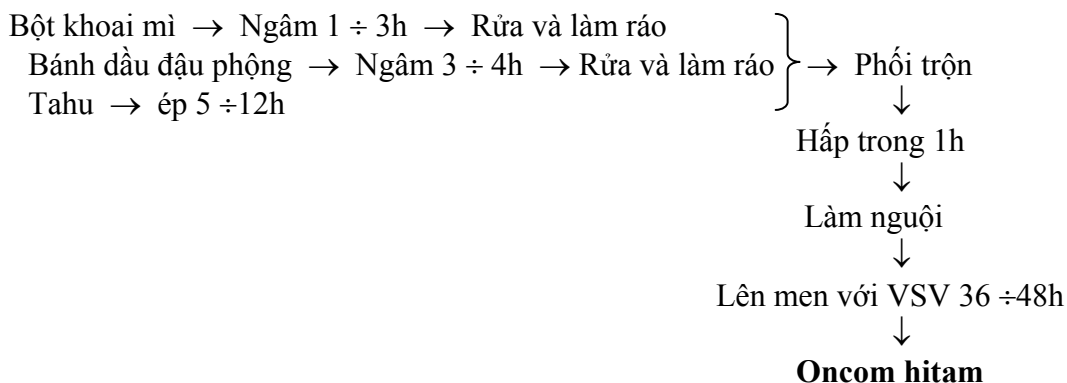 Bột khoai mì → Ngâm 1 ÷ 3h → Rửa và làm ráo
Bánh dầu đậu phộng → Ngâm 3 ÷ 4h → Rửa và làm ráo → Phối trộn
Tahu → ép 5 ÷12h
↓
Hấp trong 1h
↓
Làm nguội
↓
Lên men với VSV 36 ÷48h
↓
Oncom hitam